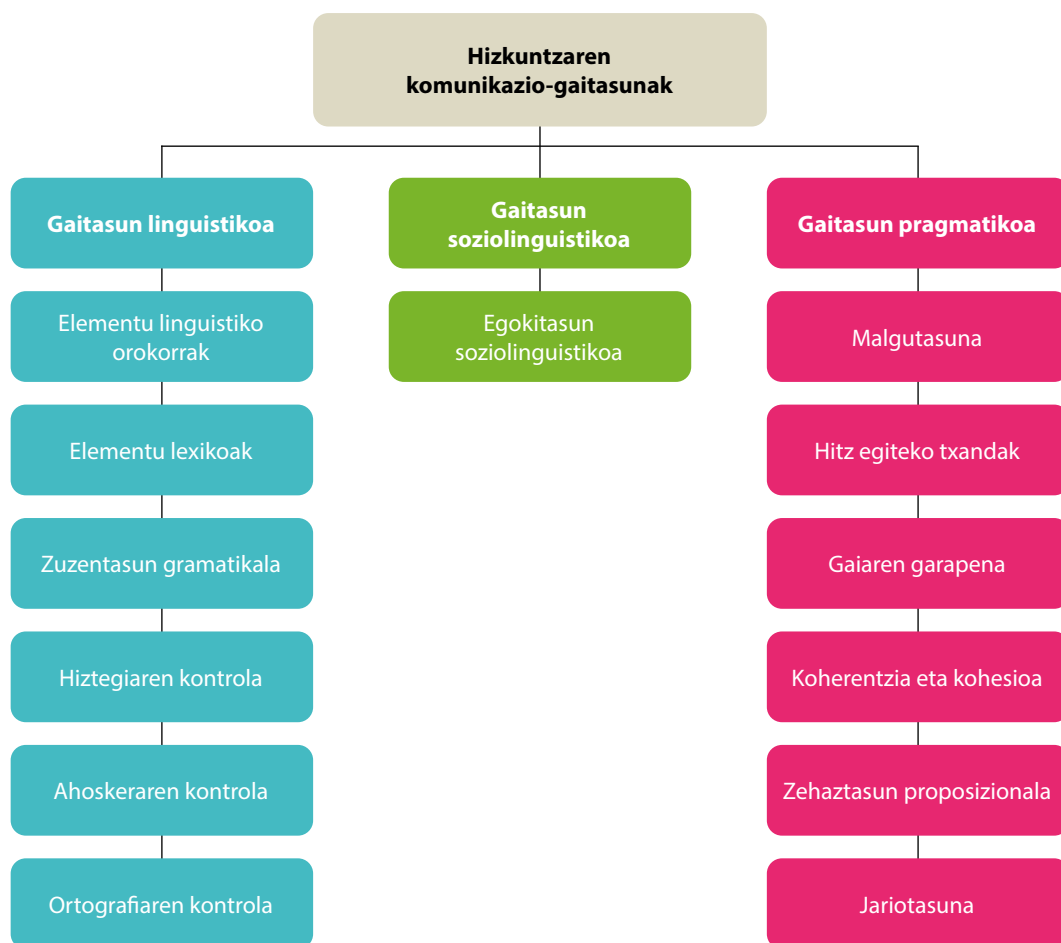 Hizkuntzaren
komunikazio-gaitasunak
Gaitasun linguistikoa
Elementu linguistiko
orokorrak
Elementu lexikoak
Zuzentasun gramatikala
Hiztegiaren kontrola
Ahoskeraren kontrola
Ortografiaren kontrola
Gaitasun
soziolinguistikoa
Egokitasun
soziolinguistikoa
Gaitasun pragmatikoa
Malgutasuna
Hitz egiteko txandak
Gaiaren garapena
Koherentzia eta kohesioa
Zehaztasun proposizionala
Jariotasuna